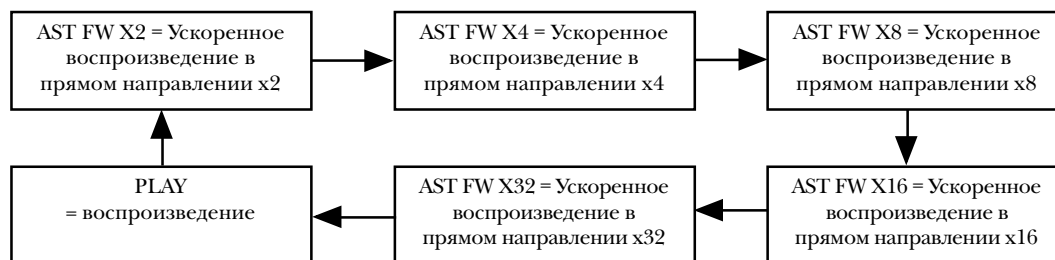 AST FW X2 = Ускоренное
воспроизведение в
прямом направлении x2
AST FW X4 = Ускоренное
воспроизведение в
прямом направлении x4
AST FW X8 = Ускоренное
воспроизведение в
прямом направлении x8
PLAY
= воспроизведение
AST FW X32 = Ускоренное
воспроизведение в
прямом направлении x32
AST FW X16 = Ускоренное
воспроизведение в
прямом направлении x16